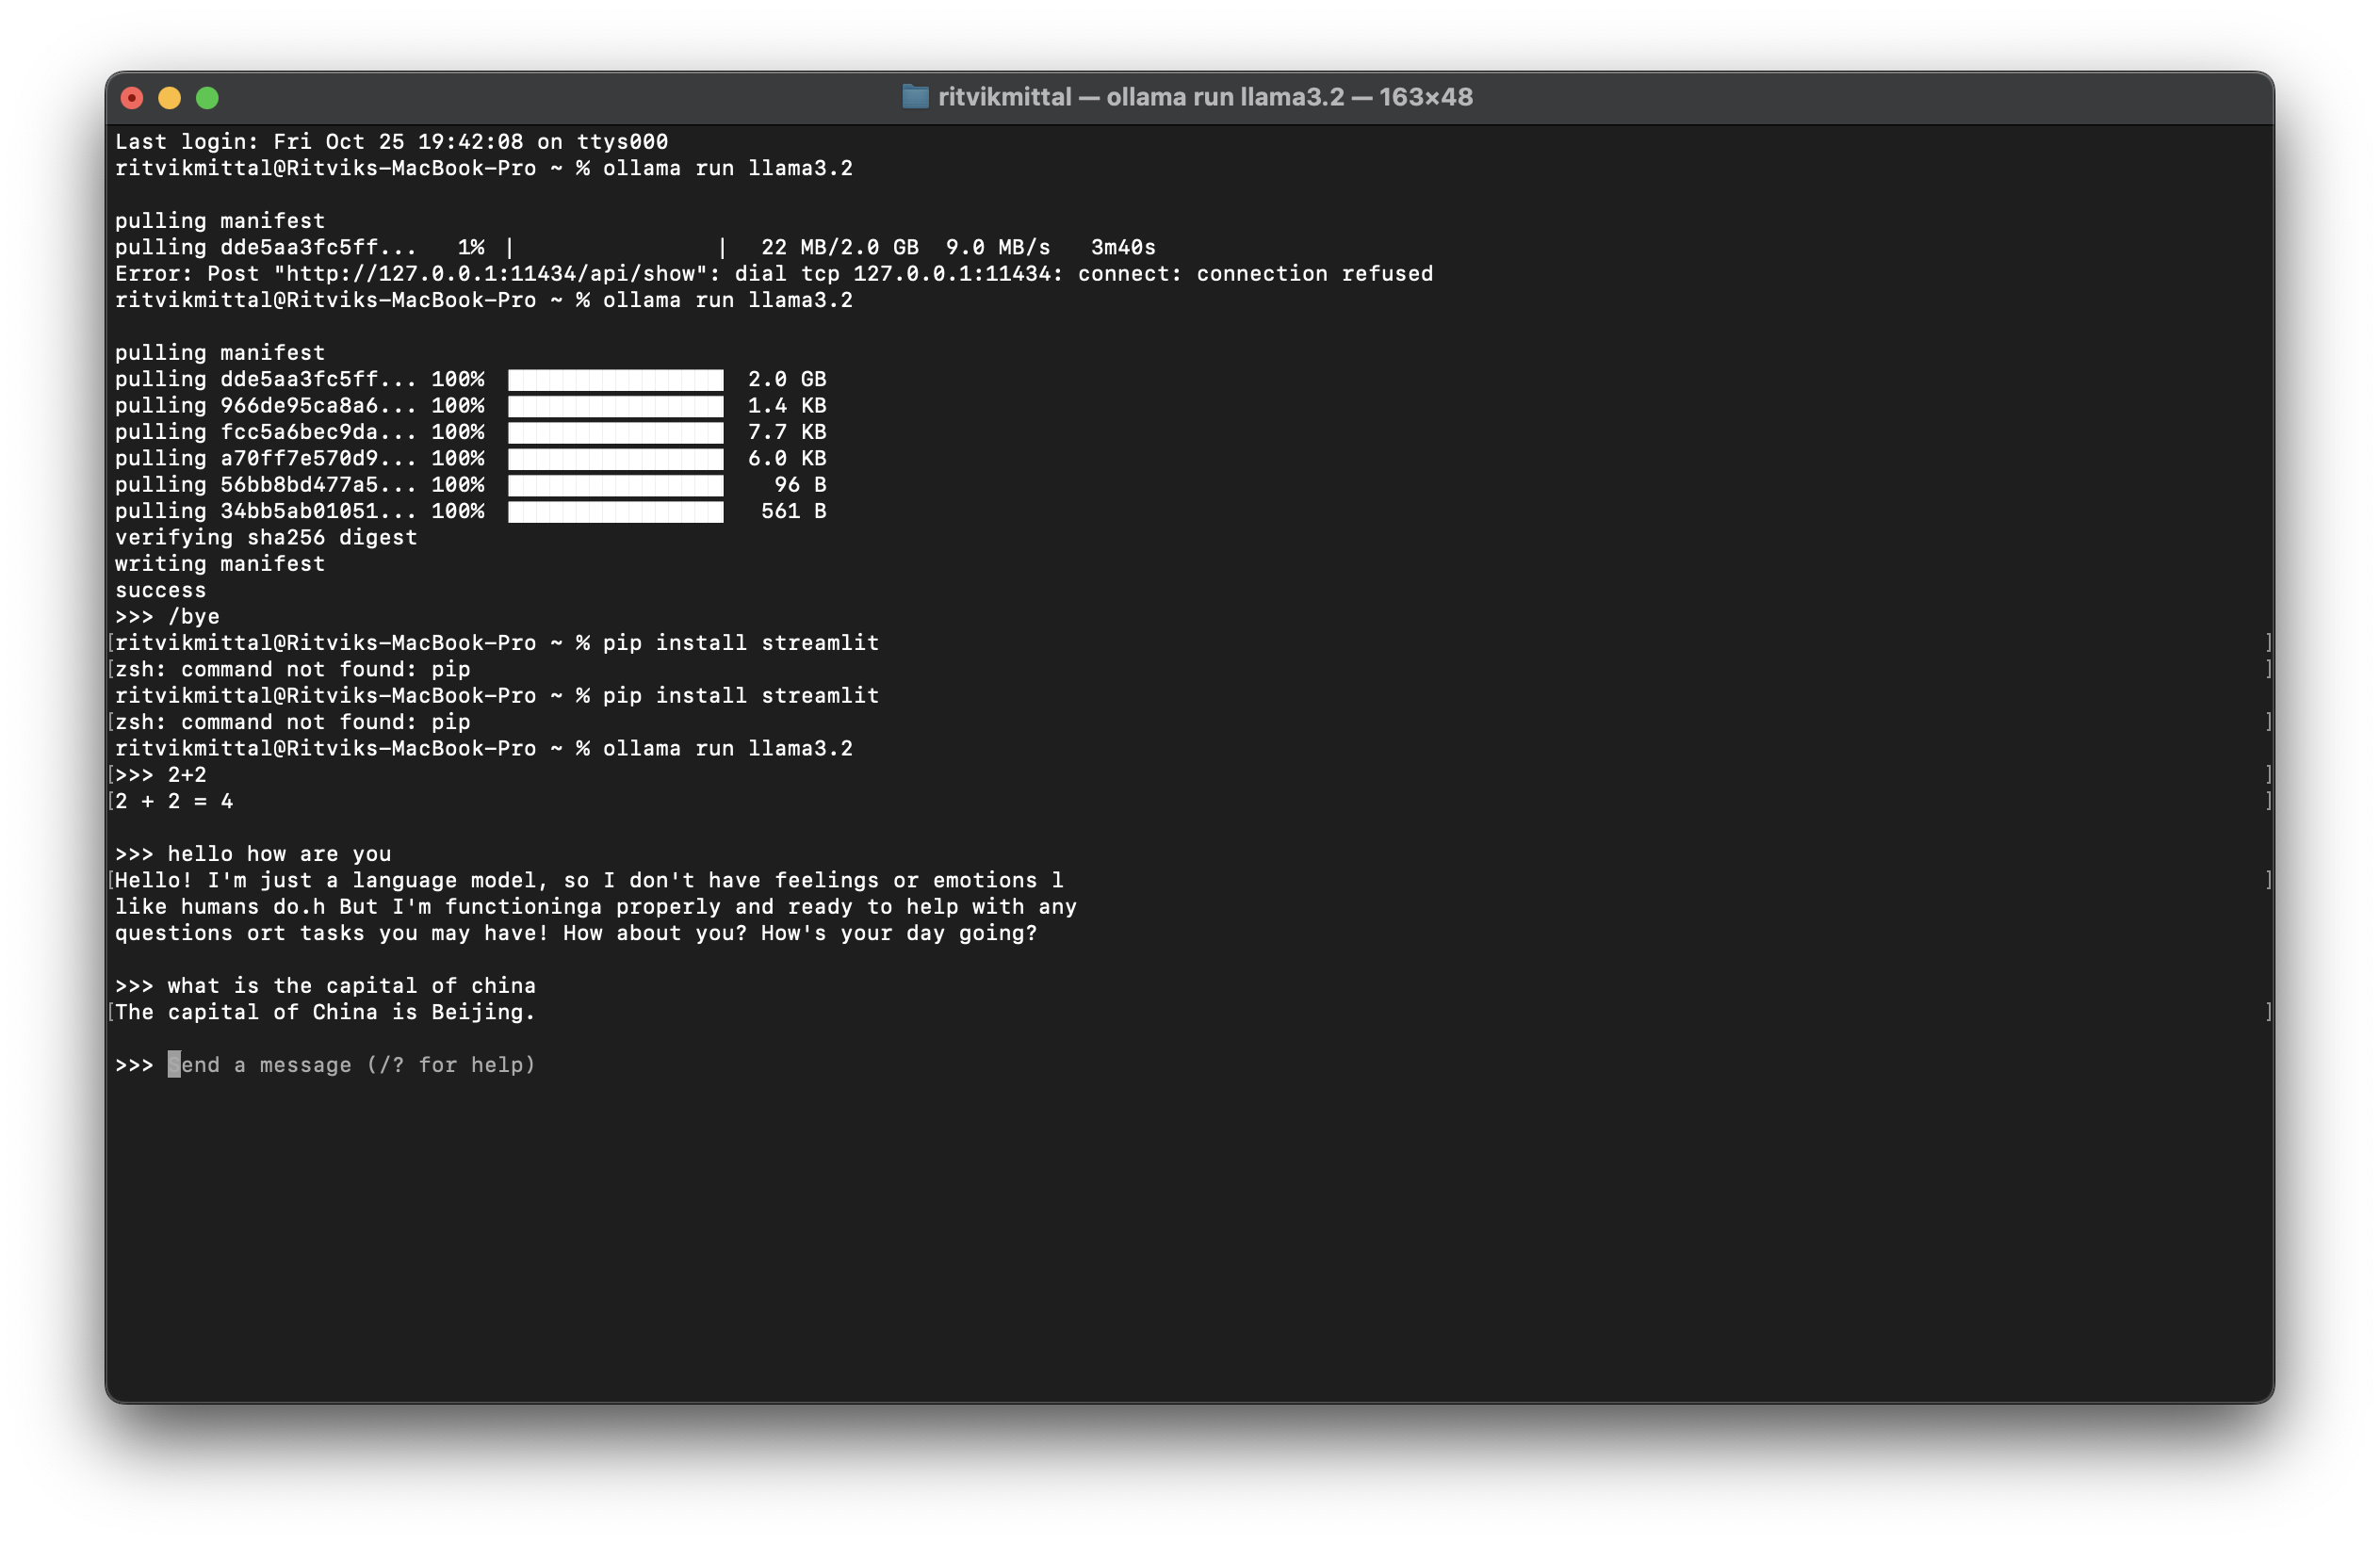 ritvikmittal — ollama run llama3.2 — 163×48
Last login: Fri Oct 25 19:42:08 on ttys000
ritvikmittal@Ritviks-MacBook-Pro ~ % ollama run llama3.2
pulling manifest
pulling dde5aa3fc5ff...   1% |                | 22 MB/2.0 GB  9.0 MB/s   3m40s
Error: Post "http://127.0.0.1:11434/api/show": dial tcp 127.0.0.1:11434: connect: connection refused
ritvikmittal@Ritviks-MacBook-Pro ~ % ollama run llama3.2
pulling manifest
pulling dde5aa3fc5ff... 100% 2.0 GB
pulling 966de95ca8a6... 100% 1.4 KB
pulling fcc5a6bec9da... 100% 7.7 KB
pulling a70ff7e570d9... 100% 6.0 KB
pulling 56bb8bd477a5... 100% 96 B
pulling 34bb5ab01051... 100% 561 B
verifying sha256 digest
writing manifest
success
>>> /bye
[ritvikmittal@Ritviks-MacBook-Pro ~ % pip install streamlit ]
[zsh: command not found: pip ]
ritvikmittal@Ritviks-MacBook-Pro ~ % pip install streamlit
[zsh: command not found: pip ]
ritvikmittal@Ritviks-MacBook-Pro ~ % ollama run llama3.2
[>>> 2+2 ]
[2 + 2 = 4 ]
>>> hello how are you
[Hello! I'm just a language model, so I don't have feelings or emotions l ]
like humans do.h But I'm functioninga properly and ready to help with any
questions ort tasks you may have! How about you? How's your day going?
>>> what is the capital of china
[The capital of China is Beijing. ]
>>> Send a message (/? for help)